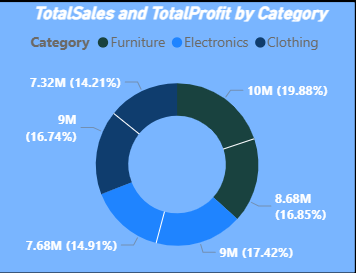 TotalSales and TotalProfit by Category
Category Furniture Electronics Clothing
7.32M (14.21%)
10M (19.88%)
9M
(16.74%)
8.68M
(16.85%)
7.68M (14.91%)
9M (17.42%)